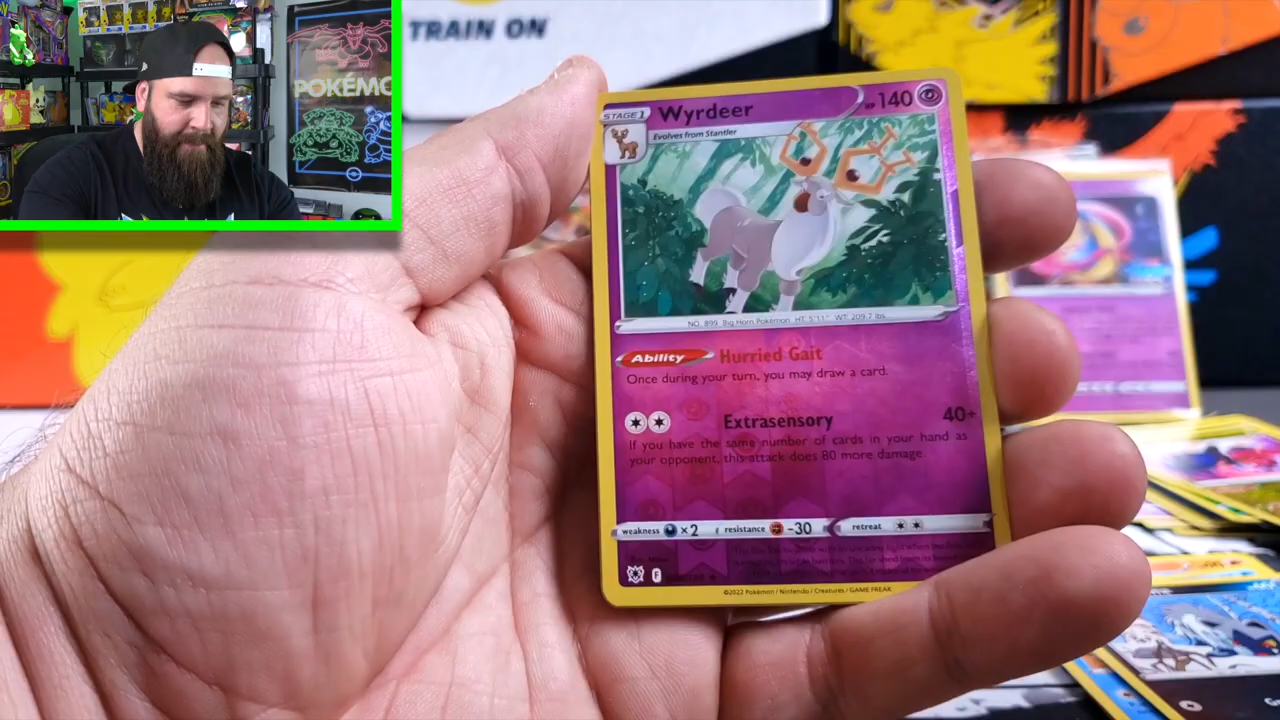 POKÉMO
TRAIN ON
STAGE 1
Wyrdeer
HP 140
Evolves from Stantler
NO. 899 Big Horn Pokémon HT: 5'11" WT: 209.7 lbs.
Ability Hurried Gait
Once during your turn, you may draw a card.
Extrasensory 40+
If you have the same number of cards in your hand as
your opponent, this attack does 80 more damage.
weakness ×2 resistance -30 retreat
F
©2022 Pokémon / Nintendo / Creatures / GAME FREAK